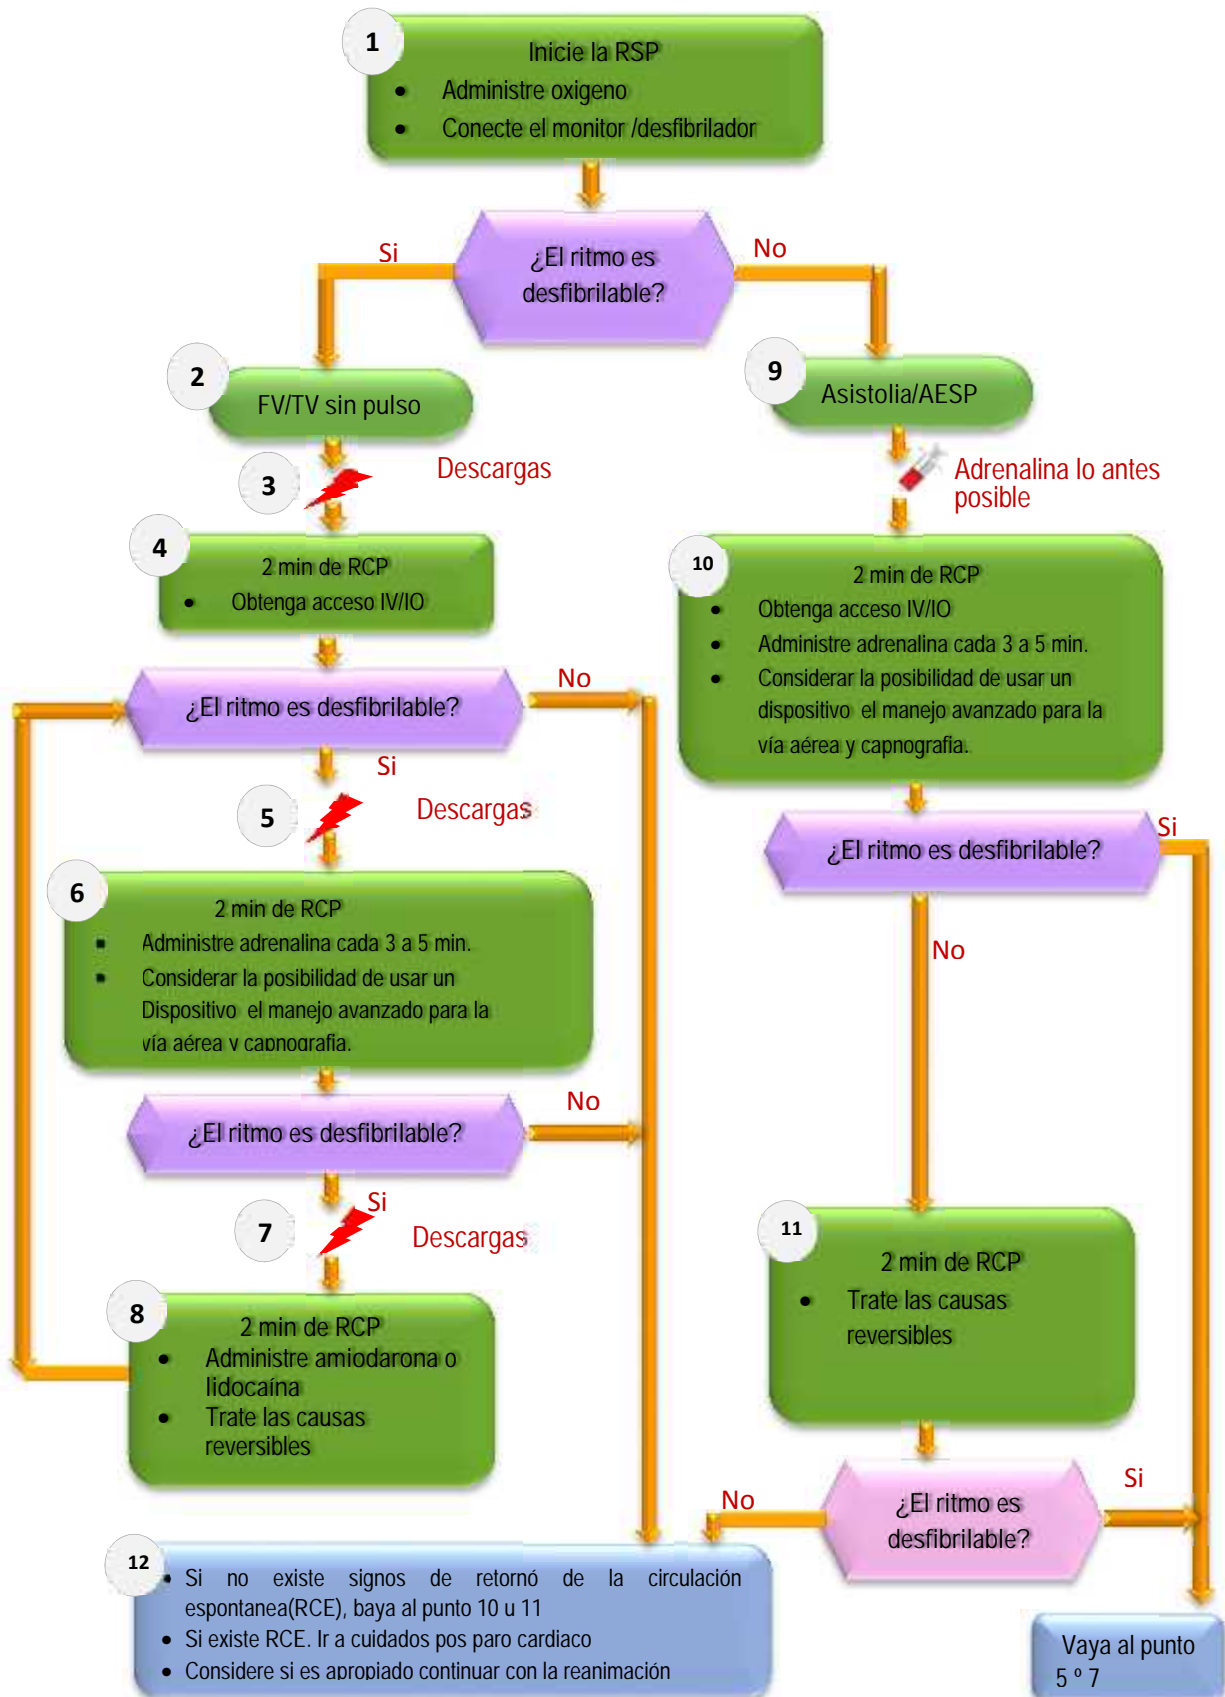 1
Inicie la RSP
• Administre oxigeno
• Conecte el monitor /desfibrilador
¿El ritmo es
desfibrilable?
Si
No
2
FV/TV sin pulso
3
Descargas
4
2 min de RCP
• Obtenga acceso IV/IO
¿El ritmo es desfibrilable?
No
Si
5
Descargas
6
2 min de RCP
▪ Administre adrenalina cada 3 a 5 min.
▪ Considerar la posibilidad de usar un
Dispositivo el manejo avanzado para la
vía aérea y capnografia.
¿El ritmo es desfibrilable?
No
Si
7
Descargas
8
2 min de RCP
• Administre amiodarona o
lidocaína
• Trate las causas
reversibles
9
Asistolia/AESP
Adrenalina lo antes
posible
10
2 min de RCP
• Obtenga acceso IV/IO
• Administre adrenalina cada 3 a 5 min.
• Considerar la posibilidad de usar un
dispositivo el manejo avanzado para la
vía aérea y capnografia.
¿El ritmo es desfibrilable?
Si
No
11
2 min de RCP
• Trate las causas
reversibles
¿El ritmo es
desfibrilable?
No
Si
12
• Si no existe signos de retornó de la circulación
espontanea(RCE), baya al punto 10 u 11
• Si existe RCE. Ir a cuidados pos paro cardiaco
• Considere si es apropiado continuar con la reanimación
Vaya al punto
5 º 7